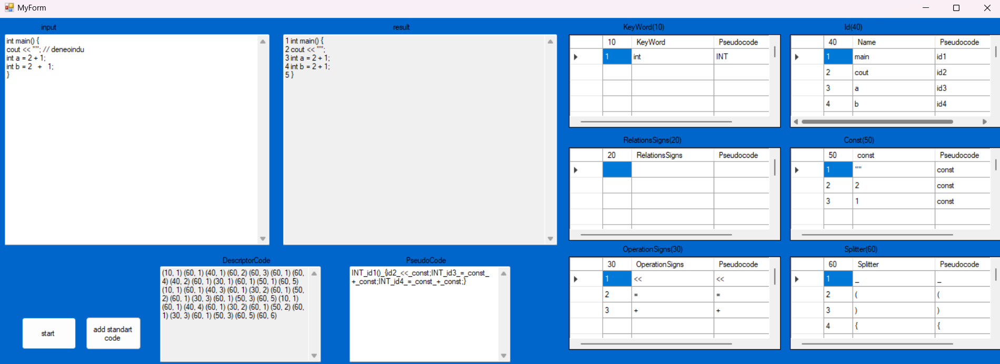 MyForm
input
int main() {
cout << ""; // deneoindu
int a = 2 + 1;
int b = 2   +   1;
}
result
1 int main() {
2 cout << "";
3 int a = 2 + 1;
4 int b = 2 + 1;
5 }
KeyWord(10)
10 KeyWord Pseudocode
1 int INT
Id(40)
40 Name Pseudocode
1 main id1
2 cout id2
3 a id3
4 b id4
RelationsSigns(20)
20 RelationsSigns Pseudocode
Const(50)
50 const Pseudocode
1 "" const
2 2 const
3 1 const
OperationSigns(30)
30 OperationSigns Pseudocode
1 << <<
2 = =
3 + +
Splitter(60)
60 Splitter Pseudocode
1 _ _
2 ( (
3 ) )
4 { {
DescriptorCode
(10, 1) (60, 1) (40, 1) (60, 2) (60, 3) (60, 1) (60,
4) (40, 2) (60, 1) (30, 1) (60, 1) (50, 1) (60, 5)
(10, 1) (60, 1) (40, 3) (60, 1) (30, 2) (60, 1) (50,
2) (60, 1) (30, 3) (60, 1) (50, 3) (60, 5) (10, 1)
(60, 1) (40, 4) (60, 1) (30, 2) (60, 1) (50, 2) (60,
1) (30, 3) (60, 1) (50, 3) (60, 5) (60, 6)
PseudoCode
INT_id1()_{id2_<<_const;INT_id3_=_const_
+_const;INT_id4_=_const_+_const;}
start
add standart
code